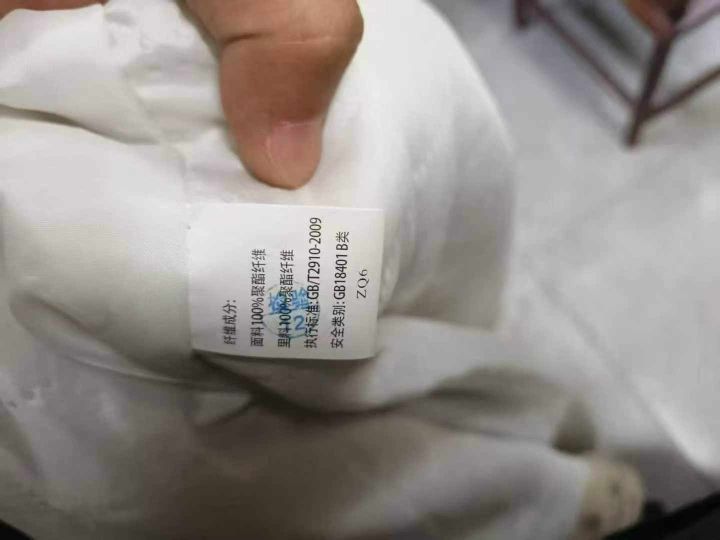 纤维成分:
面料100%聚酯纤维
里料100%聚酯纤维
执行标准:GB/T2910-2009
安全类别:GB18401 B类
ZQ6
2